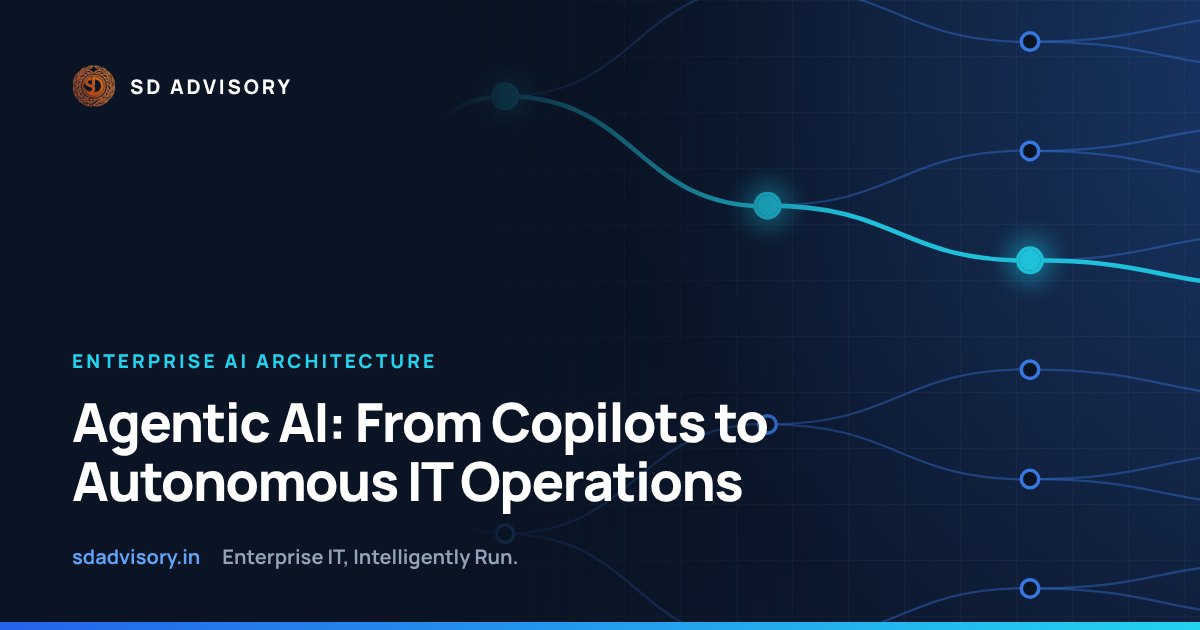 SD
SD ADVISORY
ENTERPRISE AI ARCHITECTURE
Agentic AI: From Copilots to
Autonomous IT Operations
sdadvisory.in Enterprise IT, Intelligently Run.